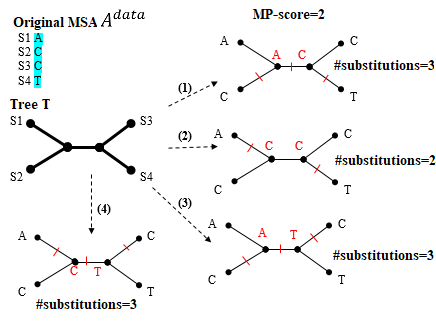 Original MSA A^data
S1 A
S2 C
S3 C
S4 T
Tree T
S1
S3
S2
S4
MP-score=2
(1)
A
C
A C
C
T
#substitutions=3
(2)
A
C
C C
C
T
#substitutions=2
(3)
A
C
A T
C
T
#substitutions=3
(4)
A
C
C T
C
T
#substitutions=3